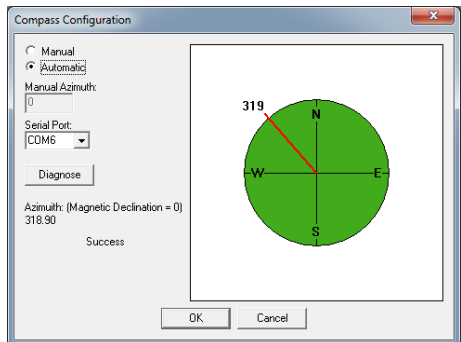 Compass Configuration
Manual
Automatic
Manual Azimuth:
0
Serial Port:
COM6
Diagnose
Azimuith: (Magnetic Declination = 0)
318.90
Success
319
N
W
E
S
OK
Cancel